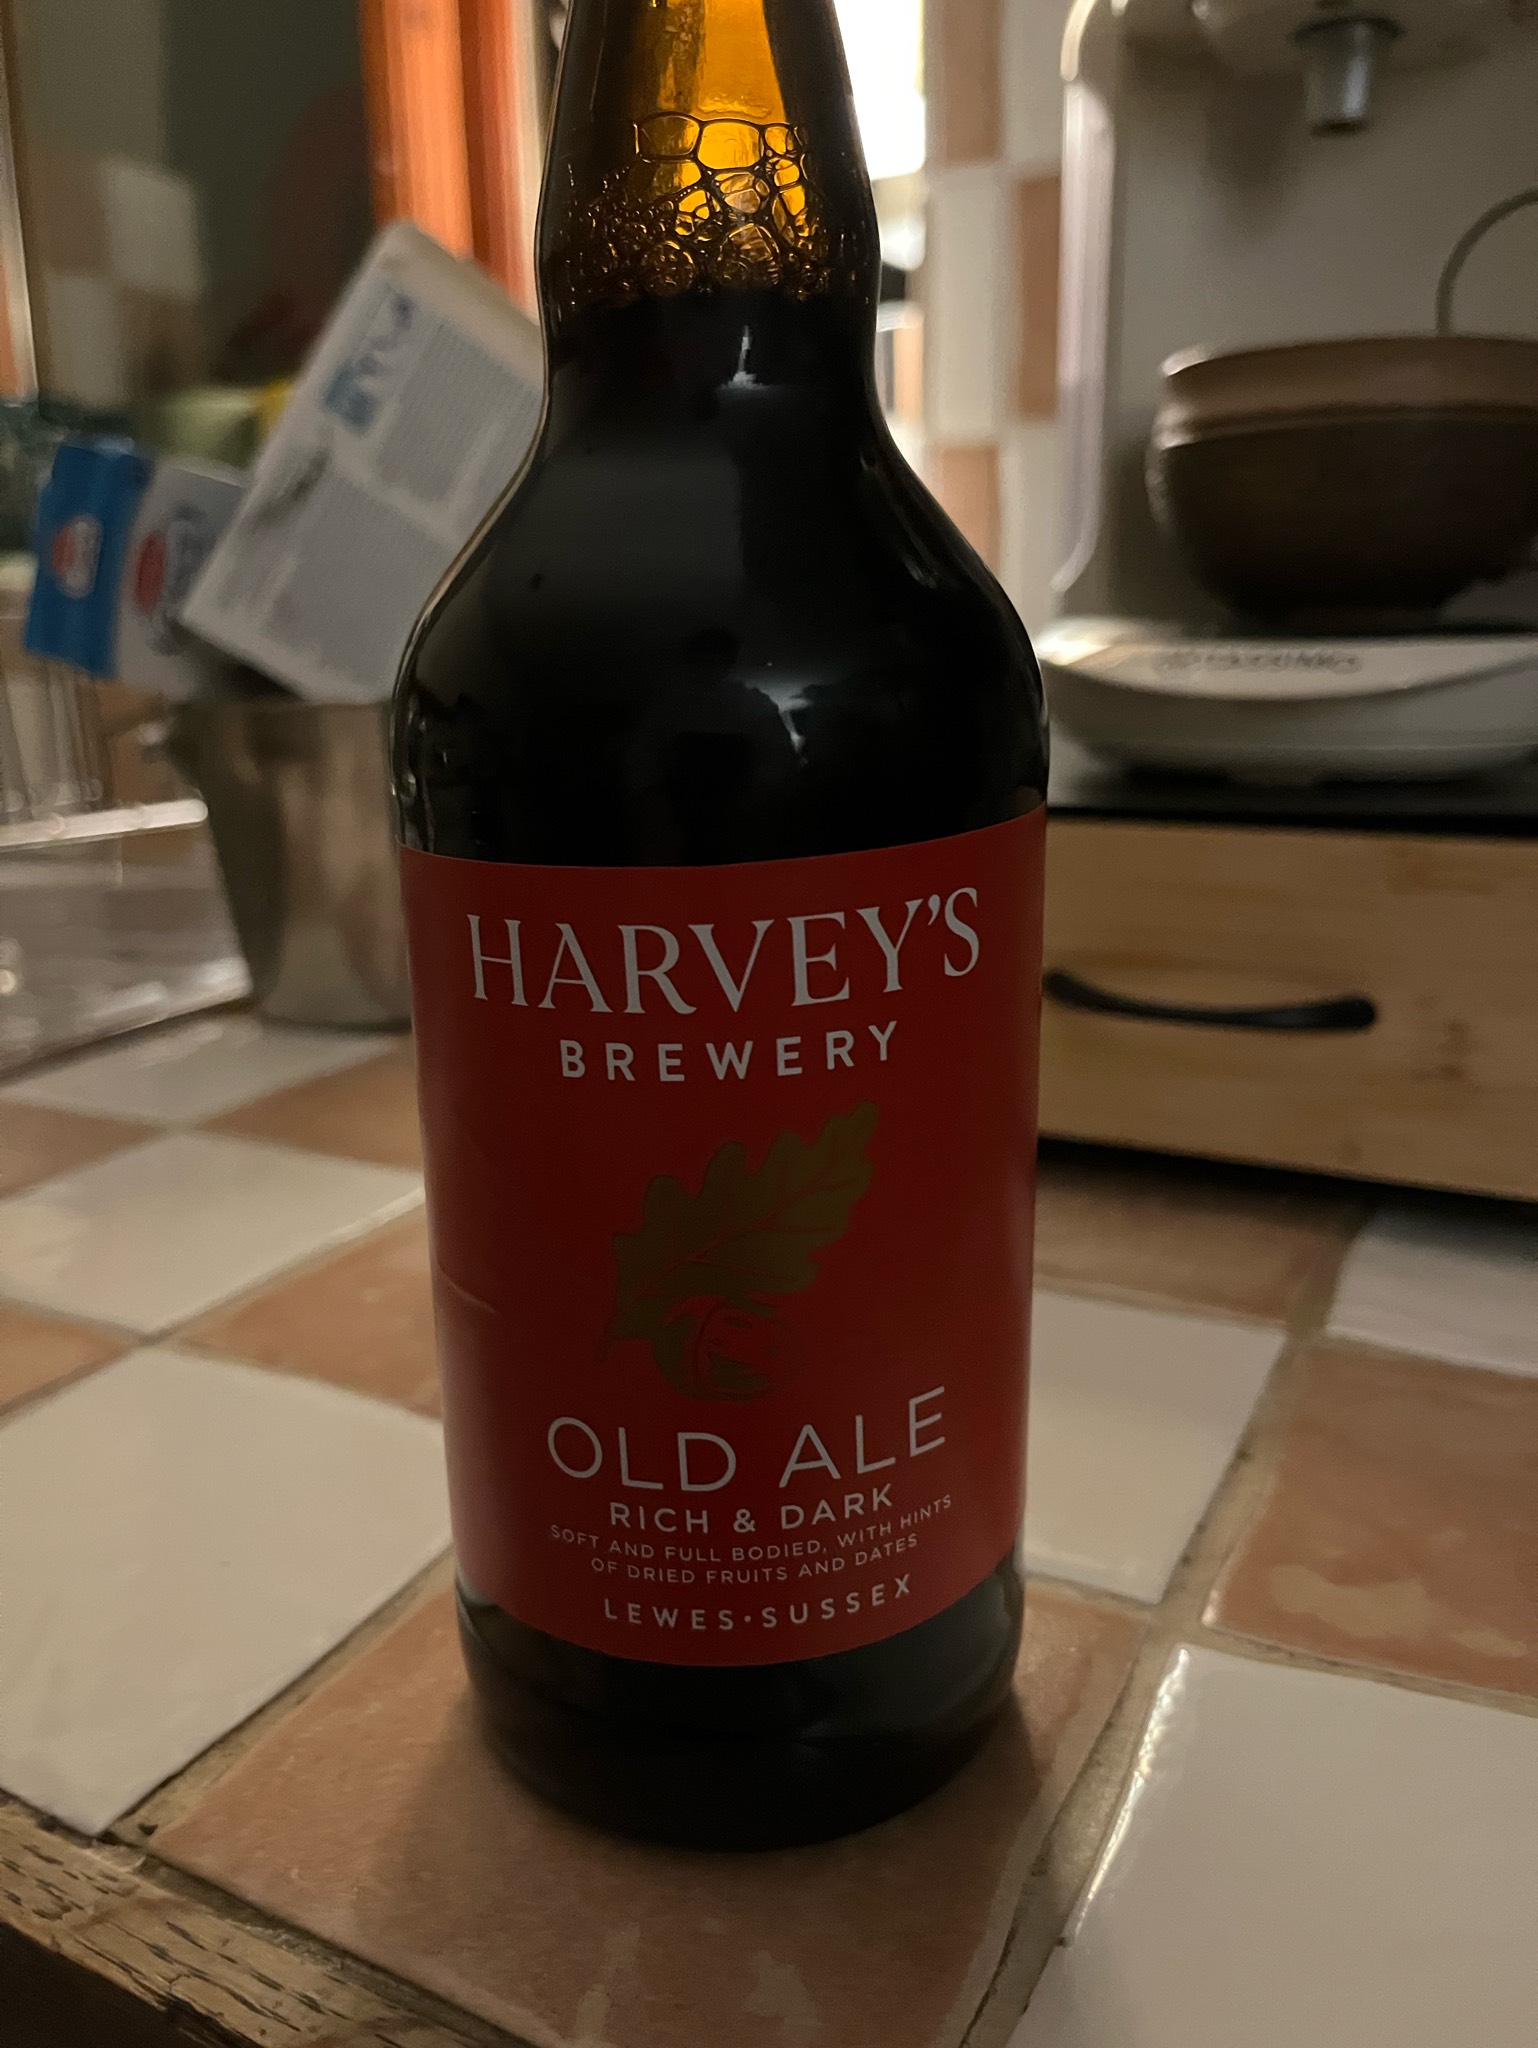 HARVEY'S
BREWERY
OLD ALE
RICH & DARK
SOFT AND FULL BODIED, WITH HINTS
OF DRIED FRUITS AND DATES
LEWES·SUSSEX